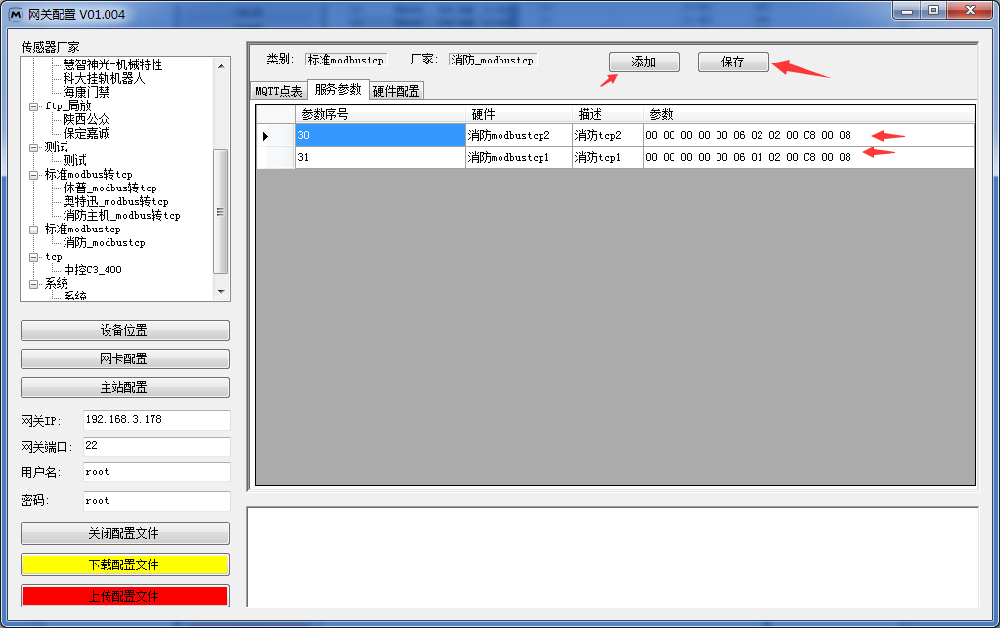 网关配置 V01.004
传感器厂家
慧智神光-机械特性
科大挂轨机器人
海康门禁
ftp_局放
陕西公众
保定嘉诚
测试
测试
标准modbus转tcp
休普_modbus转tcp
奥特迅_modbus转tcp
消防主机_modbus转tcp
标准modbustcp
消防_modbustcp
tcp
中控C3_400
系统
系统
设备位置
网卡配置
主站配置
网关IP: 192.168.3.178
网关端口: 22
用户名: root
密码: root
关闭配置文件
下载配置文件
上传配置文件
类别: 标准modbustcp 厂家: 消防_modbustcp 添加 保存
MQTT点表 服务参数 硬件配置
参数序号 硬件 描述 参数
30 消防modbustcp2 消防tcp2 00 00 00 00 00 06 02 02 00 C8 00 08
31 消防modbustcp1 消防tcp1 00 00 00 00 00 06 01 02 00 C8 00 08